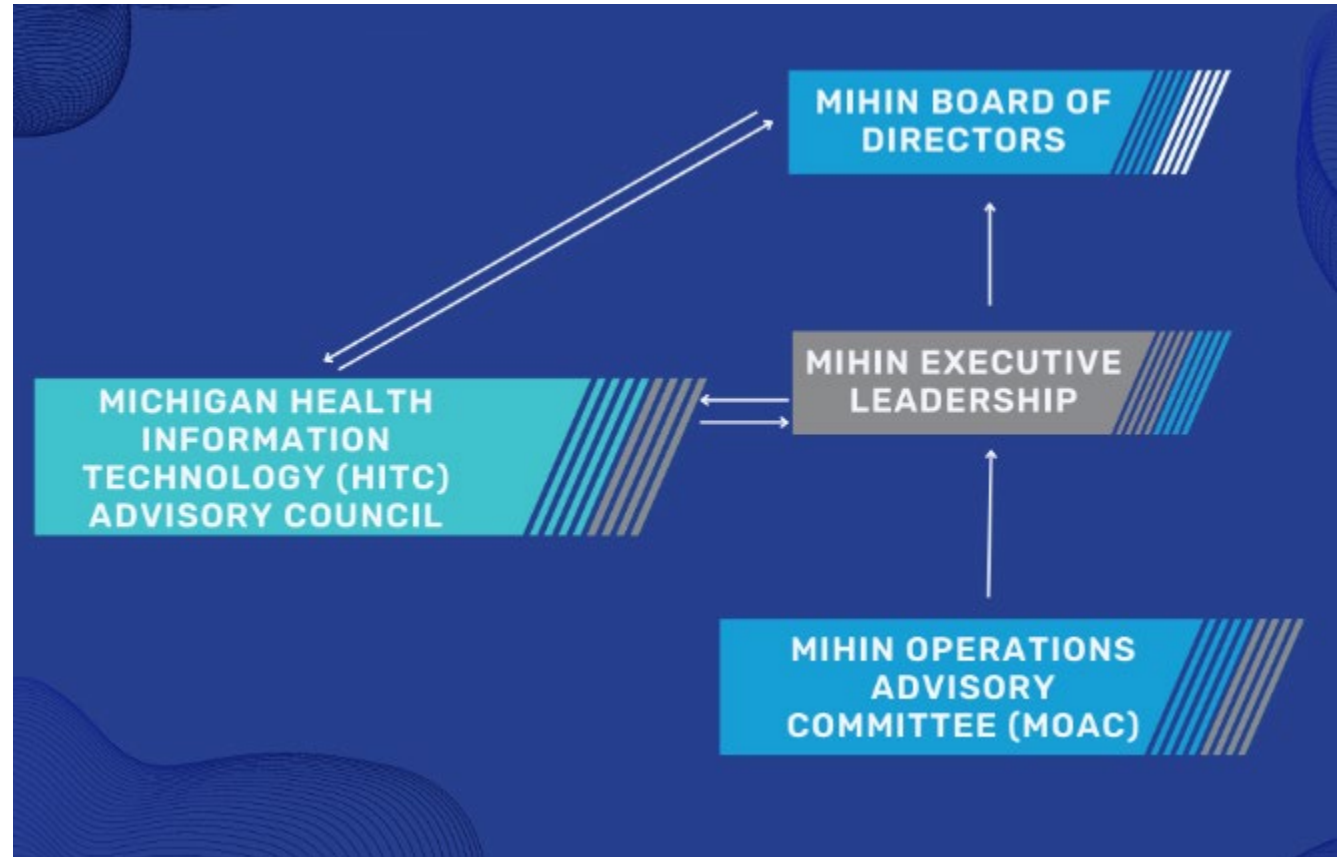 MIHIN BOARD OF
DIRECTORS
MIHIN EXECUTIVE
LEADERSHIP
MICHIGAN HEALTH
INFORMATION
TECHNOLOGY (HITC)
ADVISORY COUNCIL
MIHIN OPERATIONS
ADVISORY
COMMITTEE (MOAC)